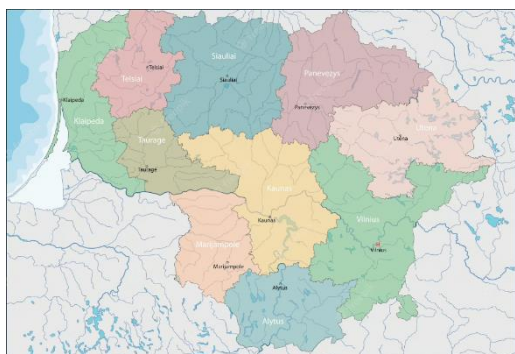 Telsiai
Telsiai
Siauliai
Siauliai
Panevezys
Panevezys
Klaipeda
Klaipeda
Taurage
Taurage
Utena
Utena
Kaunas
Kaunas
Vilnius
Vilnius
Marijampole
Marijampole
Alytus
Alytus